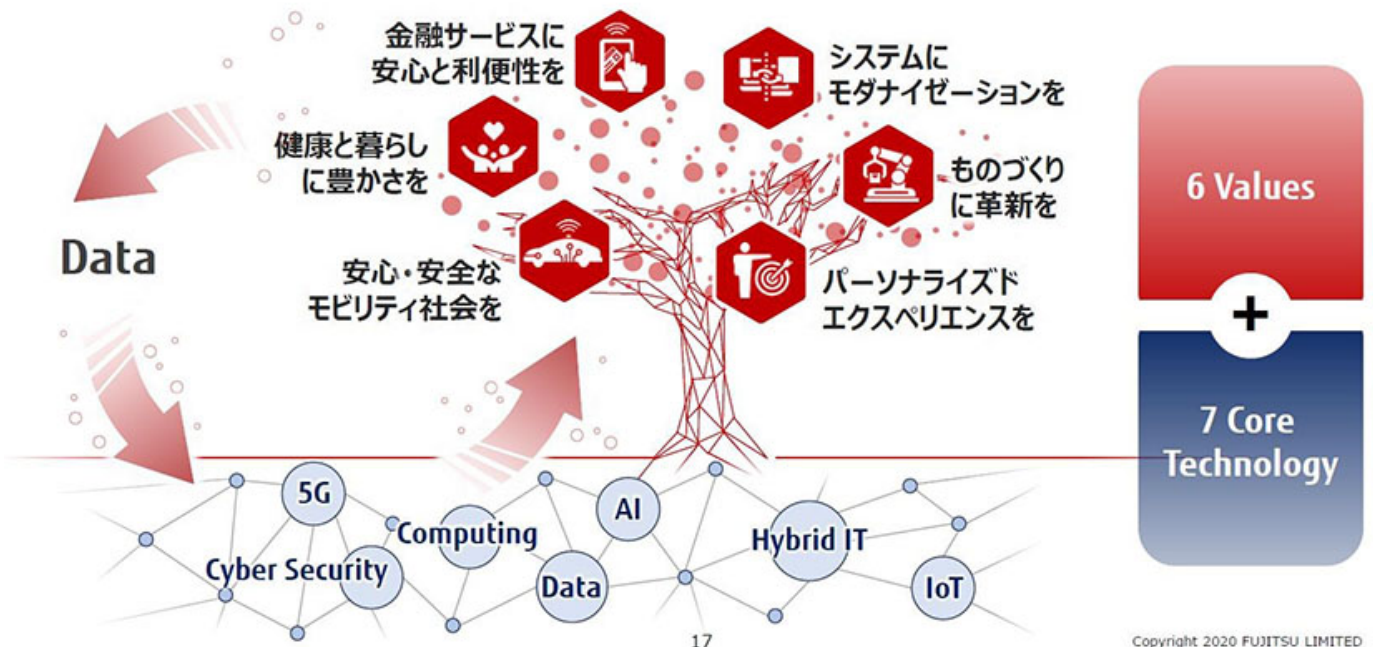 金融サービスに
安心と利便性を
システムに
モダナイゼーションを
健康と暮らし
に豊かさを
ものづくり
に革新を
安心・安全な
モビリティ社会を
パーソナライズド
エクスペリエンスを
Data
6 Values
+
7 Core
Technology
5G
Computing
AI
Hybrid IT
Cyber Security
Data
IoT
17
Copyright 2020 FUJITSU LIMITED